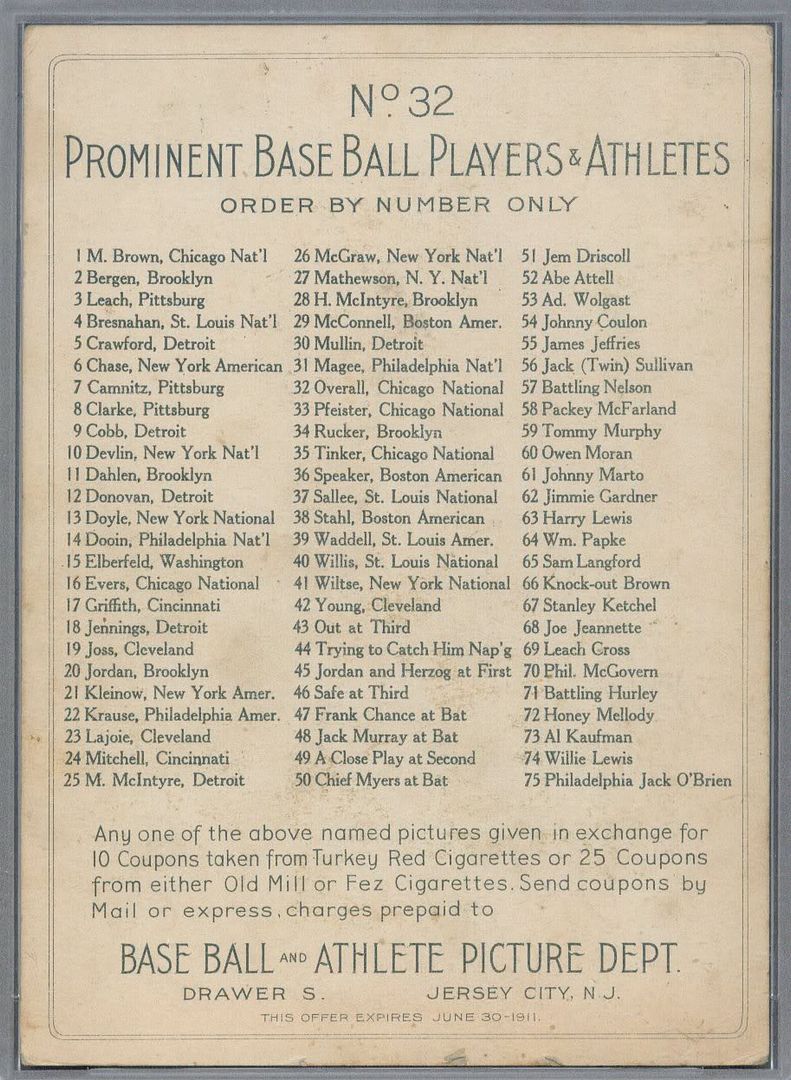 No. 32
PROMINENT BASE BALL PLAYERS & ATHLETES
ORDER BY NUMBER ONLY
1 M. Brown, Chicago Nat'l
2 Bergen, Brooklyn
3 Leach, Pittsburg
4 Bresnahan, St. Louis Nat'l
5 Crawford, Detroit
6 Chase, New York American
7 Camnitz, Pittsburg
8 Clarke, Pittsburg
9 Cobb, Detroit
10 Devlin, New York Nat'l
11 Dahlen, Brooklyn
12 Donovan, Detroit
13 Doyle, New York National
14 Dooin, Philadelphia Nat'l
15 Elberfeld, Washington
16 Evers, Chicago National
17 Griffith, Cincinnati
18 Jennings, Detroit
19 Joss, Cleveland
20 Jordan, Brooklyn
21 Kleinow, New York Amer.
22 Krause, Philadelphia Amer.
23 Lajoie, Cleveland
24 Mitchell, Cincinnati
25 M. McIntyre, Detroit
26 McGraw, New York Nat'l
27 Mathewson, N. Y. Nat'l
28 H. McIntyre, Brooklyn
29 McConnell, Boston Amer.
30 Mullin, Detroit
31 Magee, Philadelphia Nat'l
32 Overall, Chicago National
33 Pfeister, Chicago National
34 Rucker, Brooklyn
35 Tinker, Chicago National
36 Speaker, Boston American
37 Sallee, St. Louis National
38 Stahl, Boston American
39 Waddell, St. Louis Amer.
40 Willis, St. Louis National
41 Wiltse, New York National
42 Young, Cleveland
43 Out at Third
44 Trying to Catch Him Nap'g
45 Jordan and Herzog at First
46 Safe at Third
47 Frank Chance at Bat
48 Jack Murray at Bat
49 A Close Play at Second
50 Chief Myers at Bat
51 Jem Driscoll
52 Abe Attell
53 Ad. Wolgast
54 Johnny Coulon
55 James Jeffries
56 Jack (Twin) Sullivan
57 Battling Nelson
58 Packey McFarland
59 Tommy Murphy
60 Owen Moran
61 Johnny Marto
62 Jimmie Gardner
63 Harry Lewis
64 Wm. Papke
65 Sam Langford
66 Knock-out Brown
67 Stanley Ketchel
68 Joe Jeannette
69 Leach Cross
70 Phil. McGovern
71 Battling Hurley
72 Honey Mellody
73 Al Kaufman
74 Willie Lewis
75 Philadelphia Jack O'Brien
Any one of the above named pictures given in exchange for
10 Coupons taken from Turkey Red Cigarettes or 25 Coupons
from either Old Mill or Fez Cigarettes. Send coupons by
Mail or express, charges prepaid to
BASE BALL AND ATHLETE PICTURE DEPT.
DRAWER S. JERSEY CITY, N J.
THIS OFFER EXPIRES JUNE 30-1911.